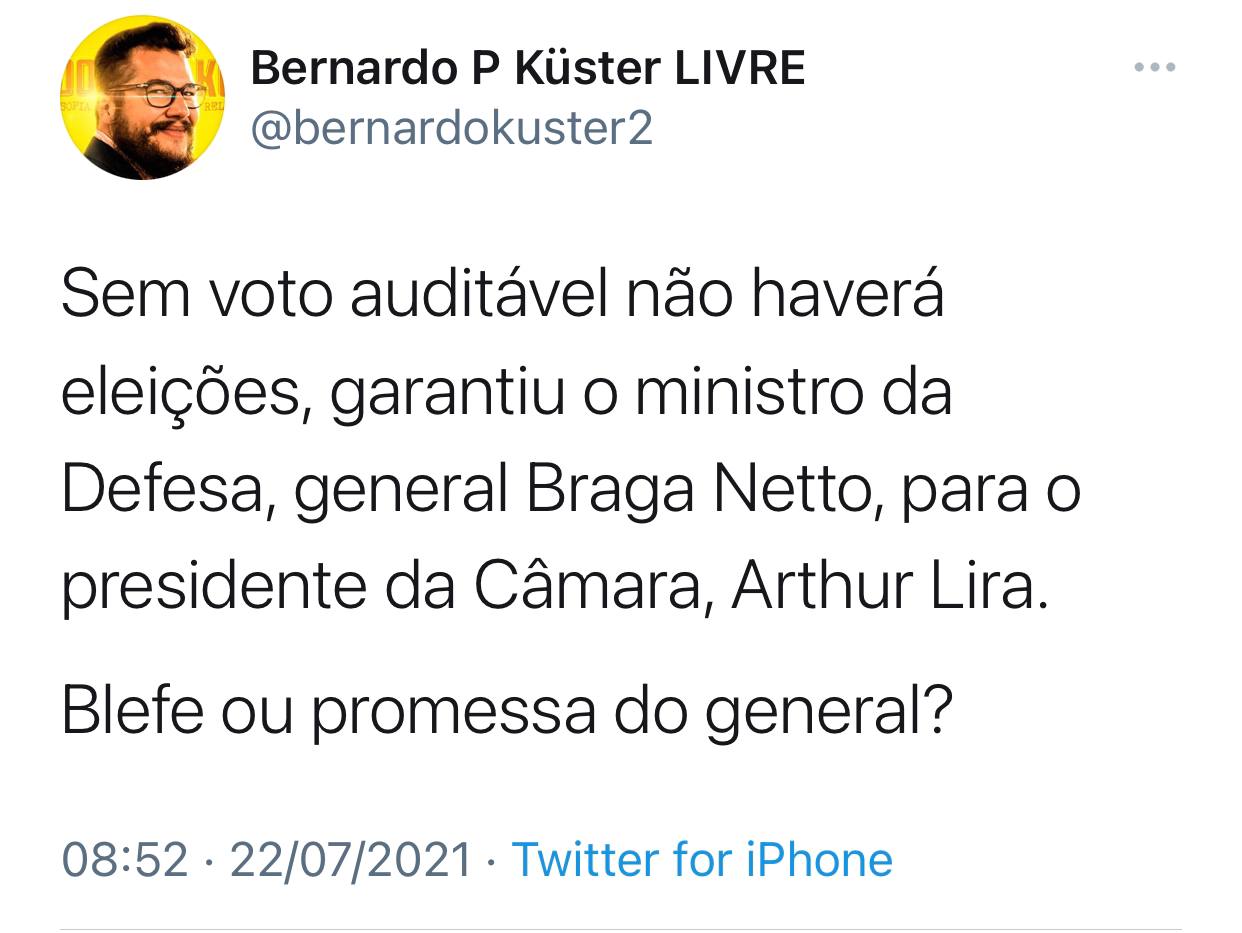 Bernardo P Küster LIVRE
@bernardokuster2
Sem voto auditável não haverá
eleições, garantiu o ministro da
Defesa, general Braga Netto, para o
presidente da Câmara, Arthur Lira.
Blefe ou promessa do general?
08:52 · 22/07/2021 · Twitter for iPhone